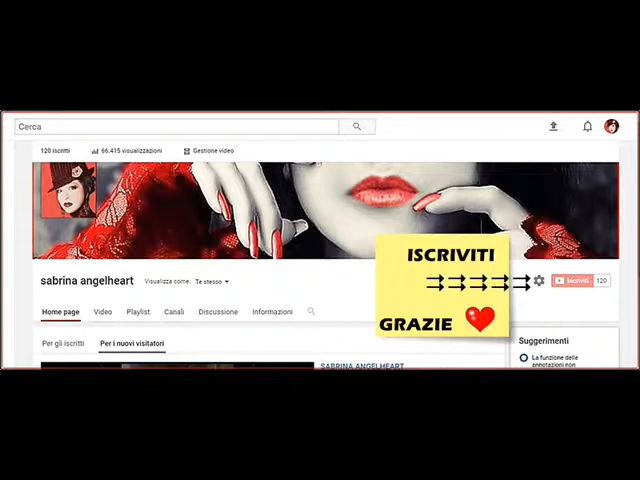 Cerca
120 iscritti
66.415 visualizzazioni
Gestione video
ISCRIVITI
sabrina angelheart
Visualizza come: Te stesso
Iscriviti 120
Home page Video Playlist Canali Discussione Informazioni
GRAZIE
Per gli iscritti Per i nuovi visitatori
Suggerimenti
La funzione delle
annotazioni non
SABRINA ANGELHEART